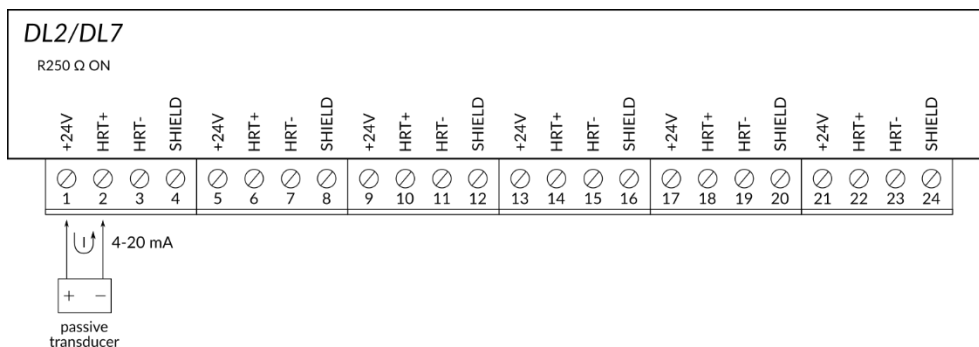 DL2/DL7
R250 Ω ON
+24V HRT+ HRT- SHIELD +24V HRT+ HRT- SHIELD +24V HRT+ HRT- SHIELD +24V HRT+ HRT- SHIELD +24V HRT+ HRT- SHIELD +24V HRT+ HRT- SHIELD
1 2 3 4 5 6 7 8 9 10 11 12 13 14 15 16 17 18 19 20 21 22 23 24
I 4-20 mA
+ −
passive
transducer